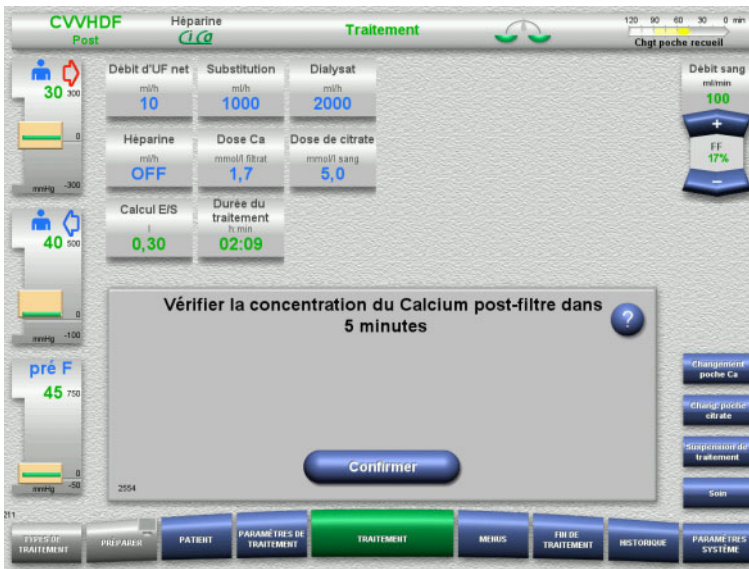 CVVHDF
Post
Héparine
CiCa
Traitement
120 90 60 30 0 min
Chgt poche recueil
30 300
0
mmHg -300
Débit d'UF net
ml/h
10
Substitution
ml/h
1000
Dialysat
ml/h
2000
Débit sang
ml/min
100
+
FF
17%
−
Héparine
ml/h
OFF
Dose Ca
mmol/l filtrat
1,7
Dose de citrate
mmol/l sang
5,0
Calcul E/S
l
0,30
Durée du
traitement
h:min
02:09
40 500
0
mmHg -100
pré F
45 750
0
mmHg -50
Vérifier la concentration du Calcium post-filtre dans
5 minutes
?
Confirmer
2554
Changement
poche Ca
Chang. poche
citrate
Suspension de
traitement
Soin
211
TYPES DE
TRAITEMENT
PRÉPARER
PATIENT
PARAMÈTRES DE
TRAITEMENT
TRAITEMENT
MENUS
FIN DE
TRAITEMENT
HISTORIQUE
PARAMÈTRES
SYSTÈME